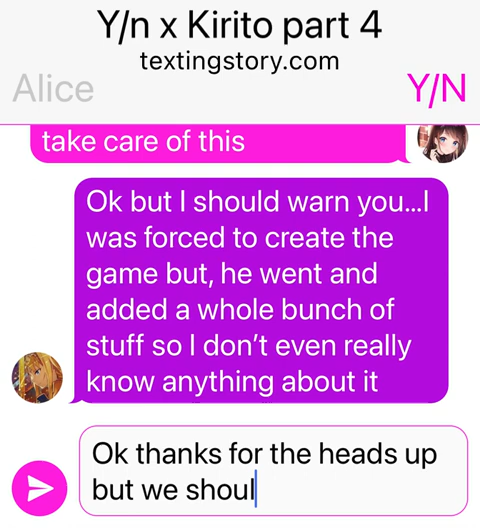 Y/n x Kirito part 4
textingstory.com
Alice
Y/N
take care of this
Ok but I should warn you...I
was forced to create the
game but, he went and
added a whole bunch of
stuff so I don't even really
know anything about it
Ok thanks for the heads up
but we shoul